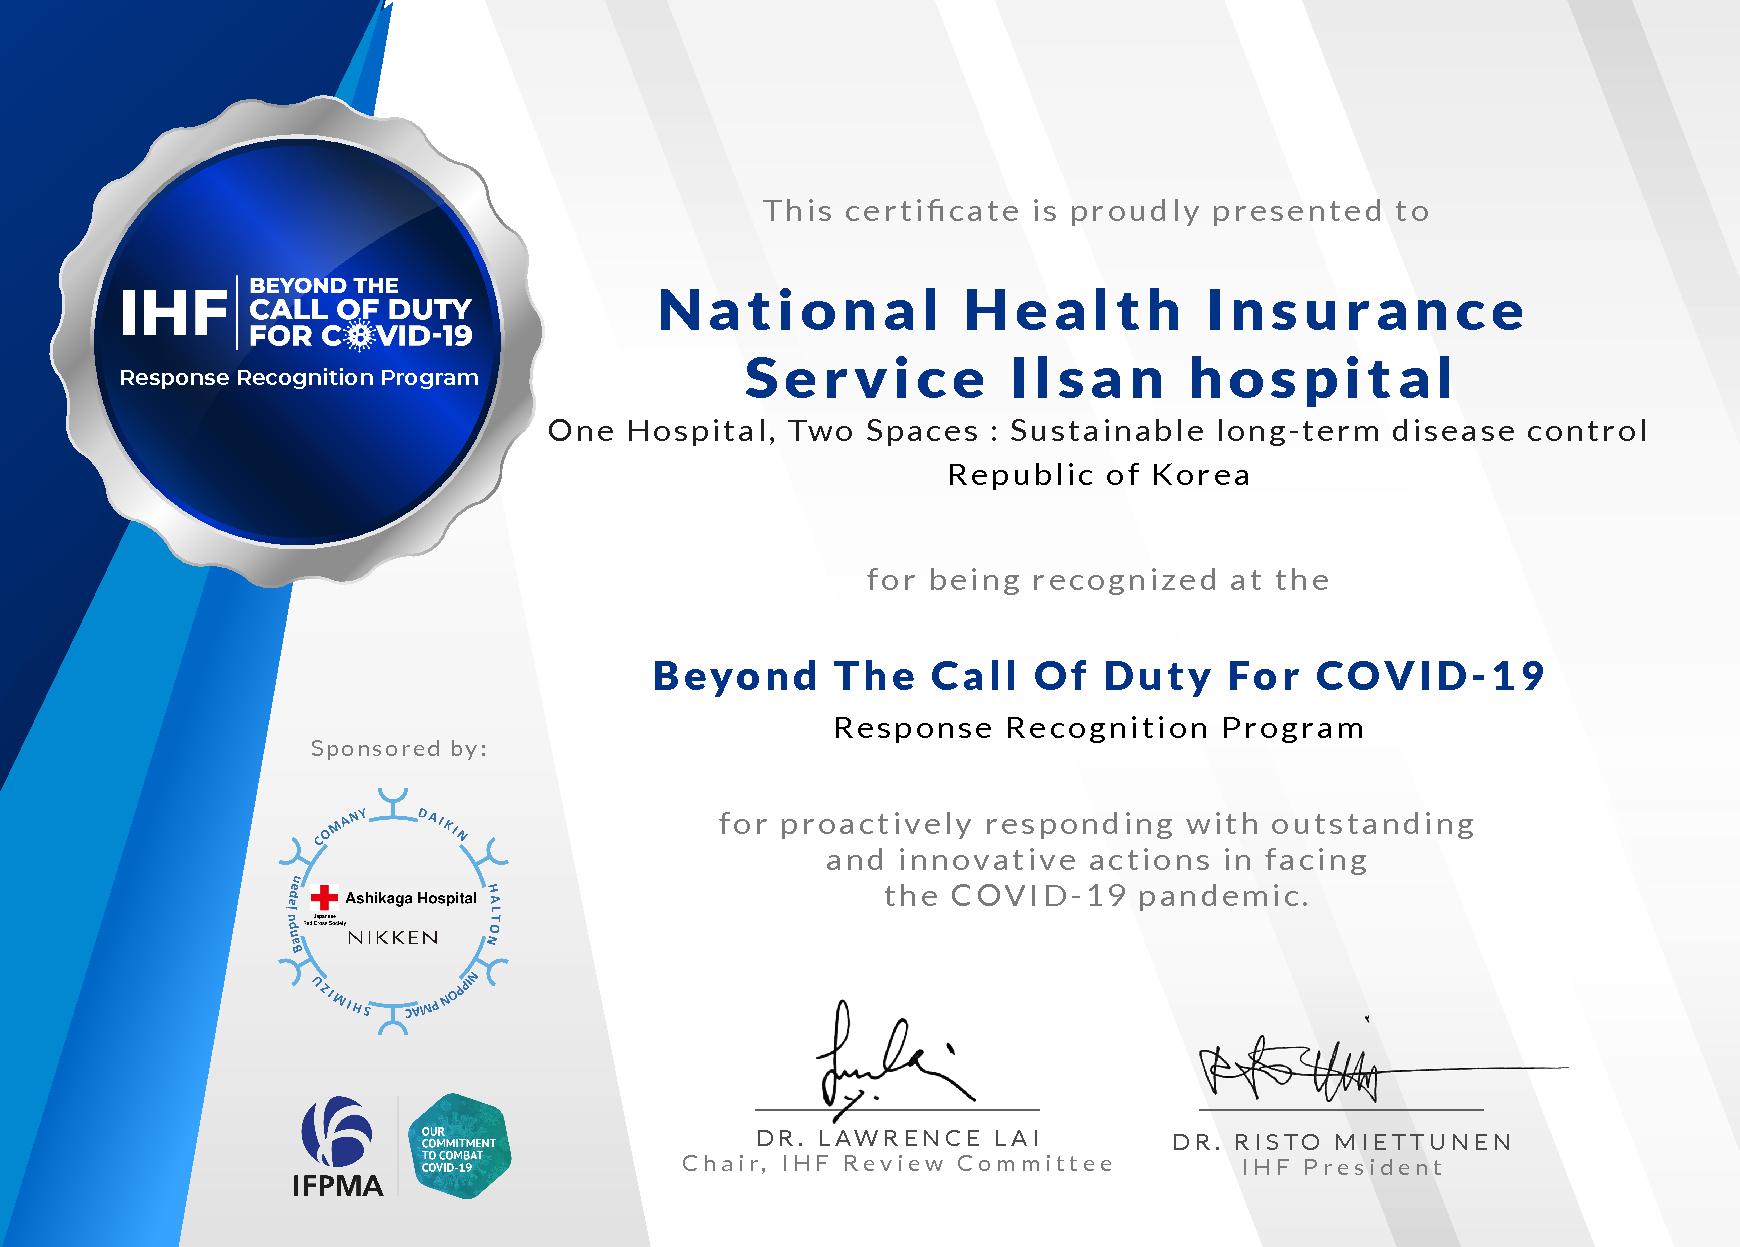 IHF
BEYOND THE
CALL OF DUTY
FOR COVID-19
Response Recognition Program
This certificate is proudly presented to
National Health Insurance
Service Ilsan hospital
One Hospital, Two Spaces : Sustainable long-term disease control
Republic of Korea
for being recognized at the
Beyond The Call Of Duty For COVID-19
Response Recognition Program
for proactively responding with outstanding
and innovative actions in facing
the COVID-19 pandemic.
Sponsored by:
COMANY
DAIKIN
HALTON
NIPPON PMAC
SHIMIZU
Bandpu Japan
Ashikaga Hospital
Japanese
Red Cross Society
NIKKEN
IFPMA
OUR
COMMITMENT
TO COMBAT
COVID-19
DR. LAWRENCE LAI
Chair, IHF Review Committee
DR. RISTO MIETTUNEN
IHF President